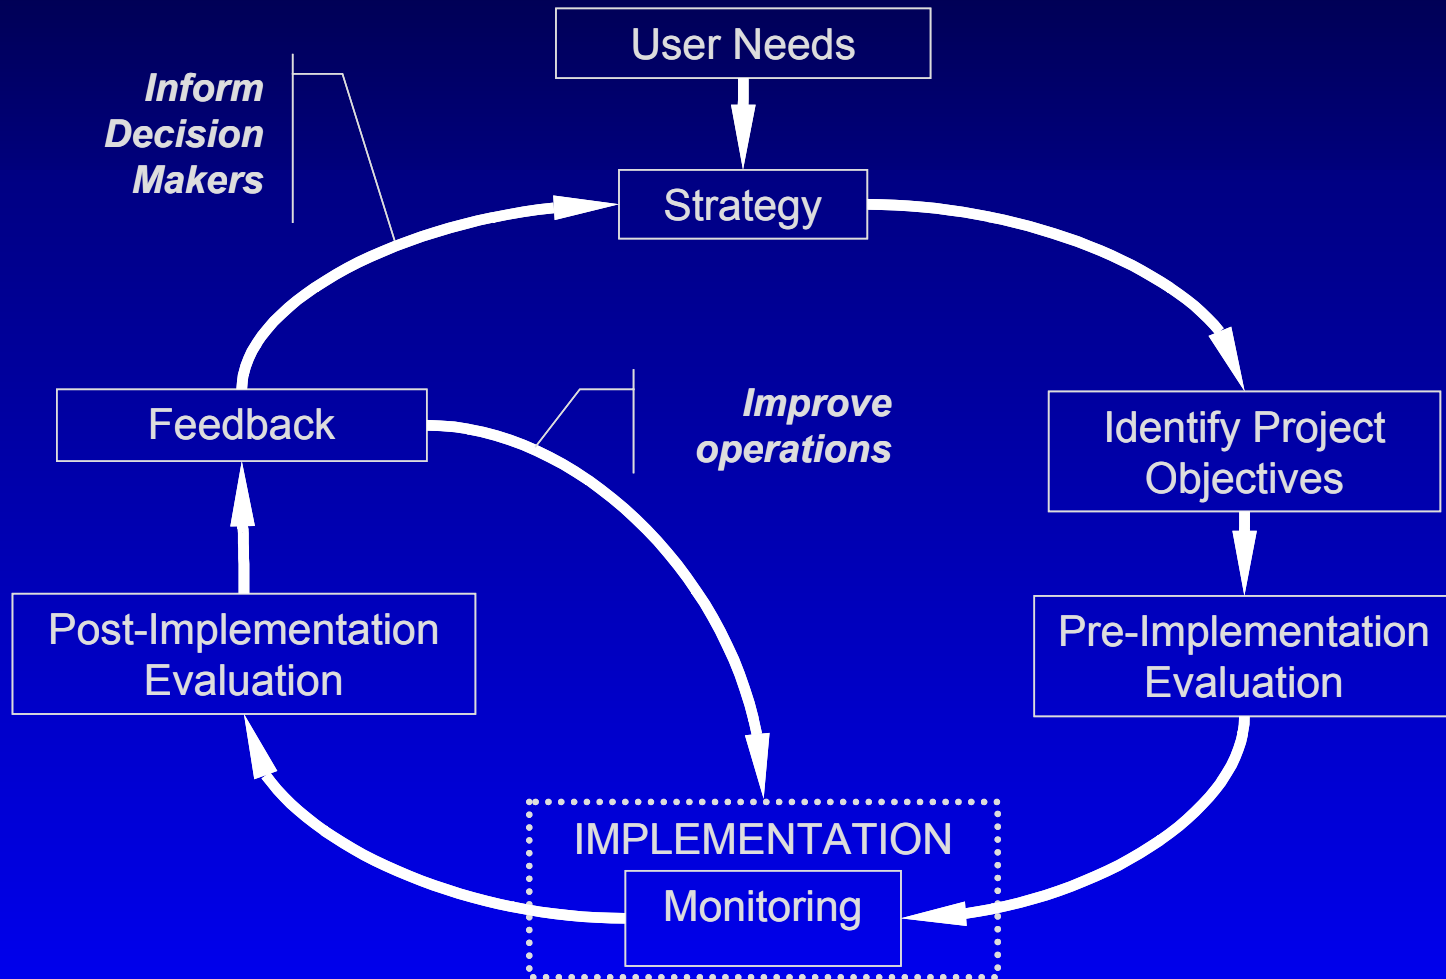 User Needs
Inform
Decision
Makers
Strategy
Feedback
Improve
operations
Identify Project
Objectives
Post-Implementation
Evaluation
Pre-Implementation
Evaluation
IMPLEMENTATION
Monitoring